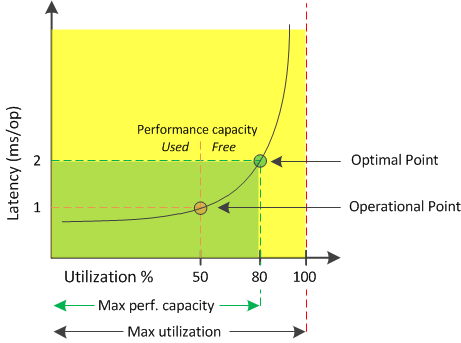 Latency (ms/op)
Performance capacity
Used Free
2
Optimal Point
1
Operational Point
Utilization % 50 80 100
Max perf. capacity
Max utilization